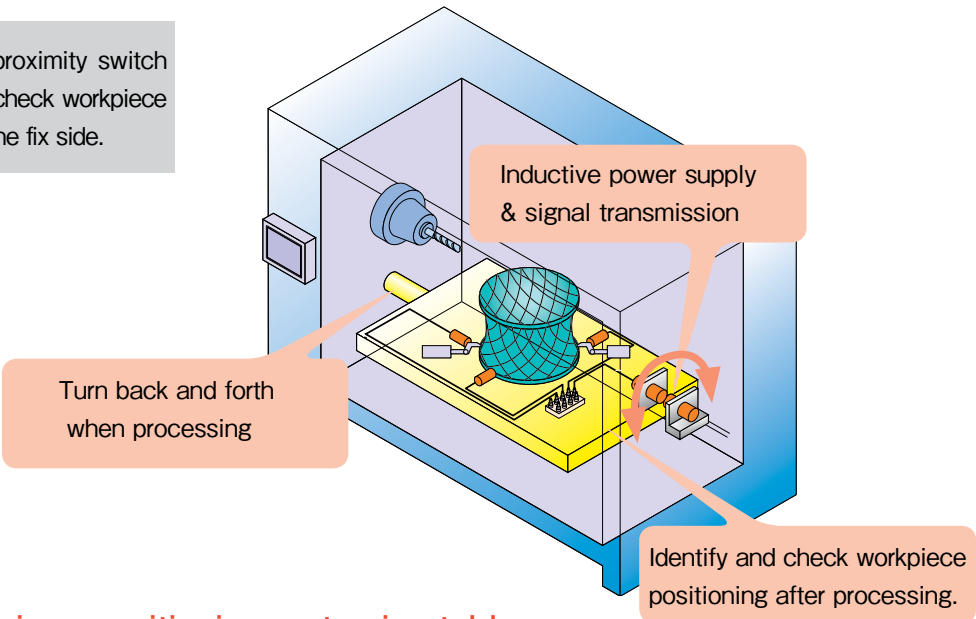 proximity switch
check workpiece
fix side.
Inductive power supply
& signal transmission
Turn back and forth
when processing
Identify and check workpiece
positioning after processing.